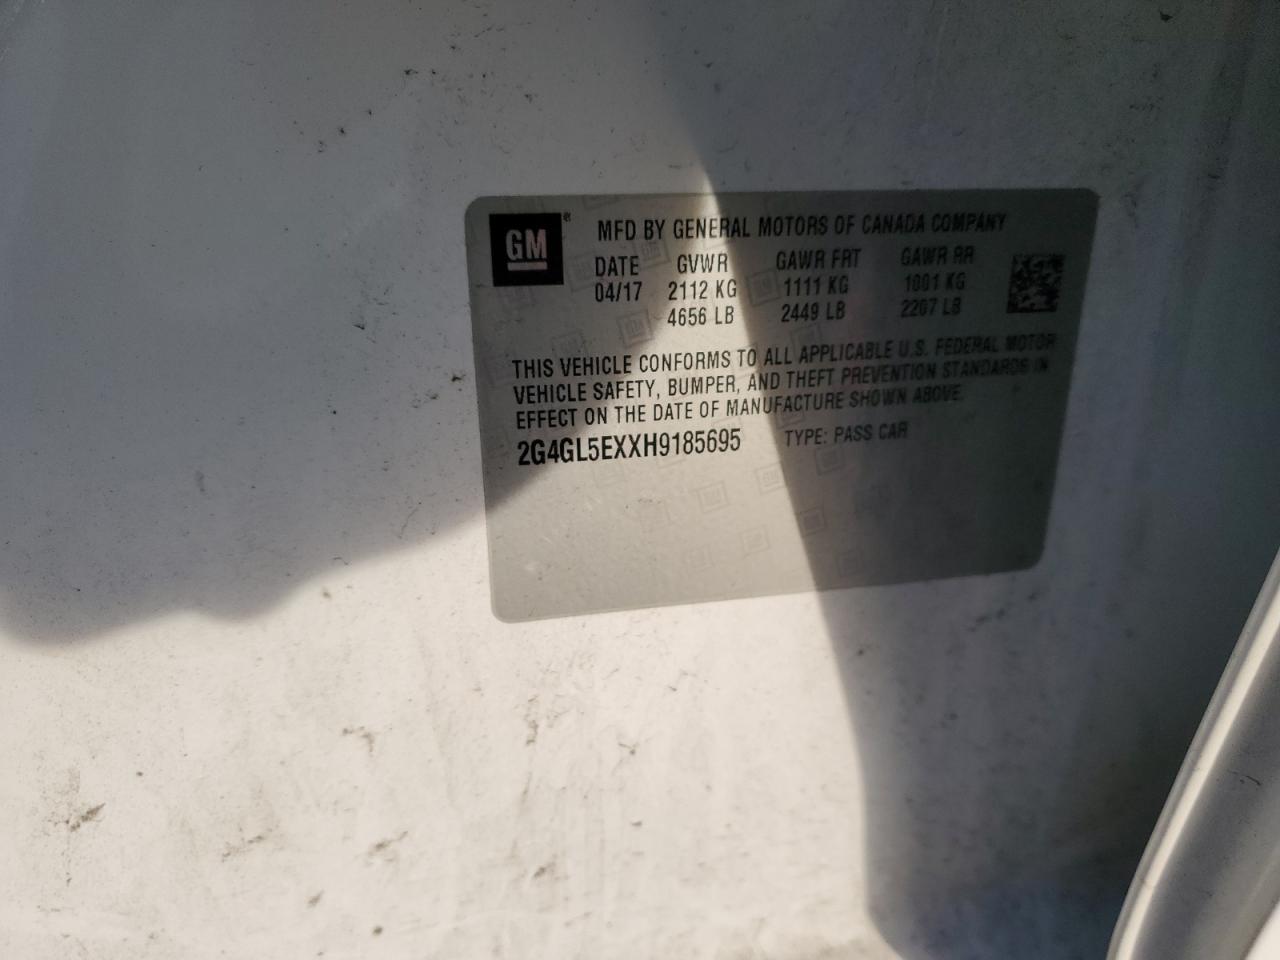 GM®
MFD BY GENERAL MOTORS OF CANADA COMPANY
DATE GVWR GAWR FRT GAWR RR
04/17 2112 KG 1111 KG 1001 KG
4656 LB 2449 LB 2207 LB
THIS VEHICLE CONFORMS TO ALL APPLICABLE U.S. FEDERAL MOTOR
VEHICLE SAFETY, BUMPER, AND THEFT PREVENTION STANDARDS IN
EFFECT ON THE DATE OF MANUFACTURE SHOWN ABOVE.
2G4GL5EXXH9185695 TYPE: PASS CAR